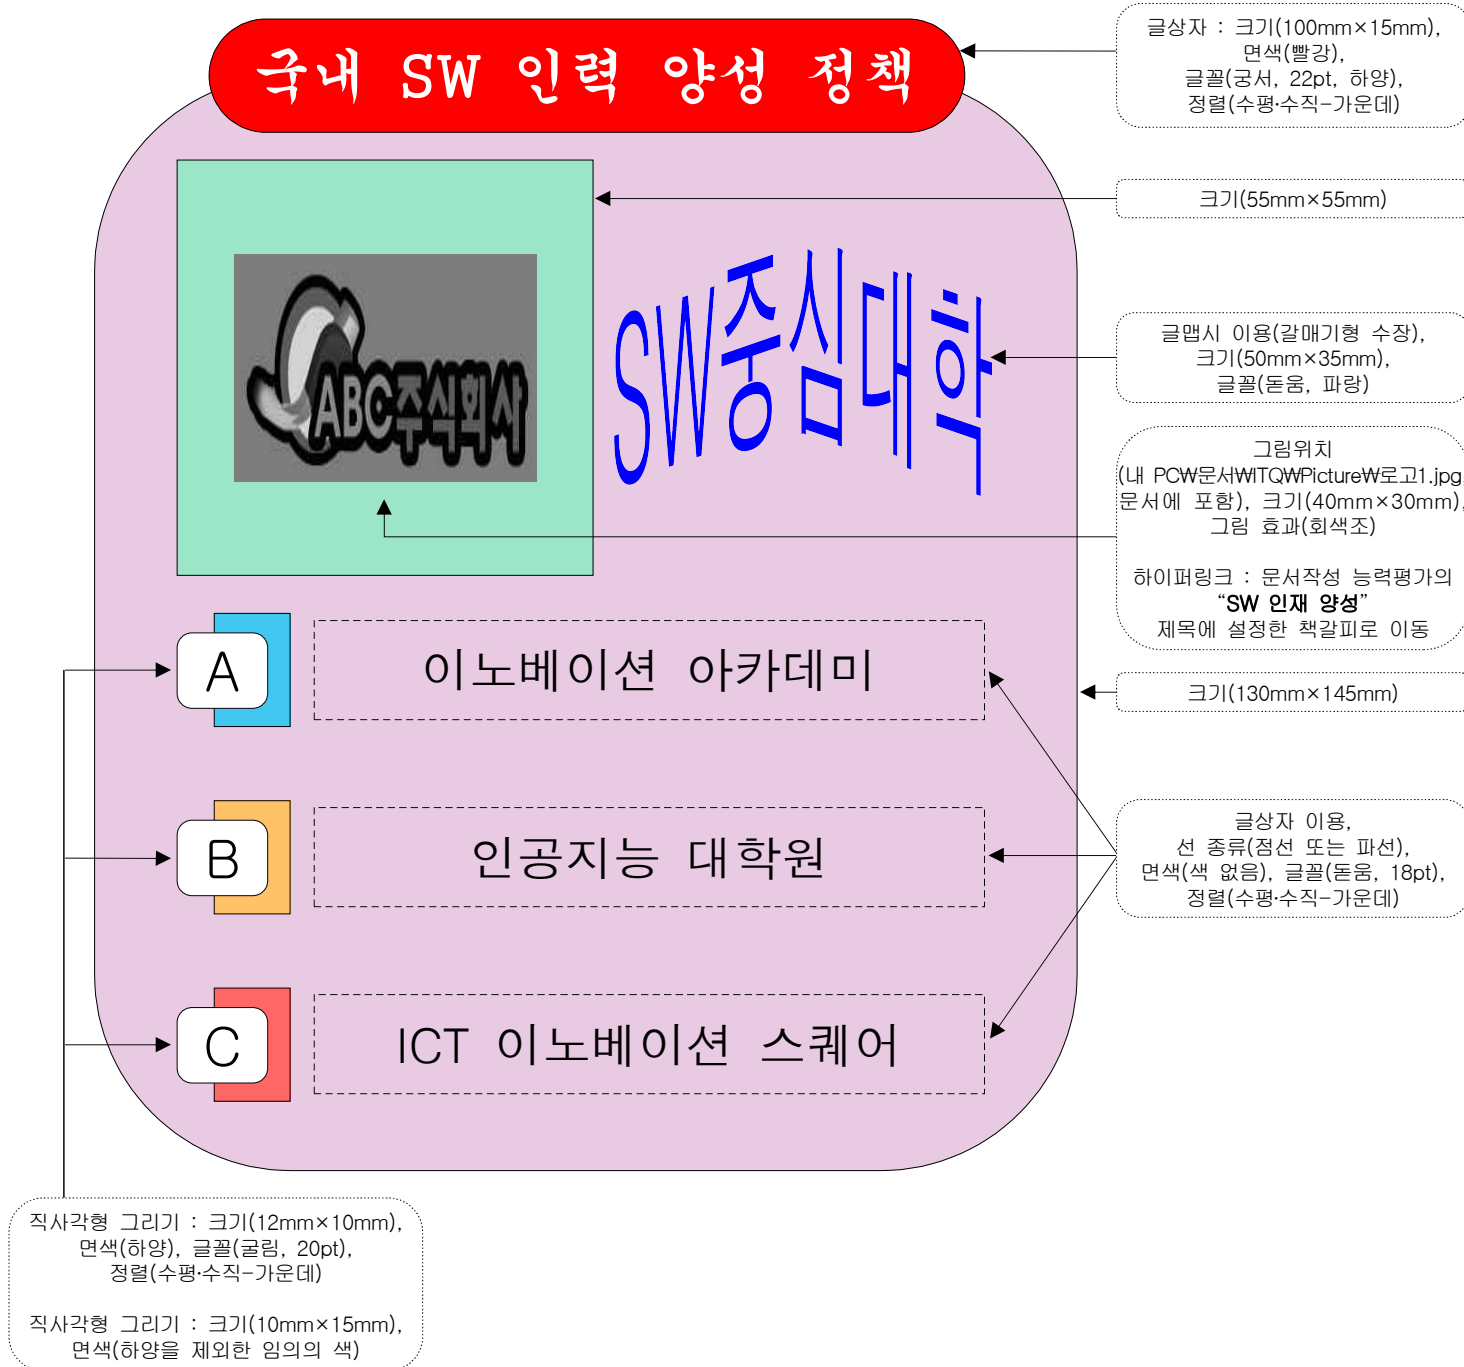 국내 SW 인력 양성 정책
글상자 : 크기(100mm×15mm),
면색(빨강),
글꼴(궁서, 22pt, 하양),
정렬(수평·수직-가운데)
크기(55mm×55mm)
ABC주식회사
SW중심대학
글맵시 이용(갈매기형 수장),
크기(50mm×35mm),
글꼴(돋움, 파랑)
그림위치
(내 PC₩문서₩ITQ₩Picture₩로고1.jpg,
문서에 포함), 크기(40mm×30mm),
그림 효과(회색조)
하이퍼링크 : 문서작성 능력평가의
“SW 인재 양성”
제목에 설정한 책갈피로 이동
A
이노베이션 아카데미
크기(130mm×145mm)
B
인공지능 대학원
글상자 이용,
선 종류(점선 또는 파선),
면색(색 없음), 글꼴(돋움, 18pt),
정렬(수평·수직-가운데)
C
ICT 이노베이션 스퀘어
직사각형 그리기 : 크기(12mm×10mm),
면색(하양), 글꼴(굴림, 20pt),
정렬(수평·수직-가운데)
직사각형 그리기 : 크기(10mm×15mm),
면색(하양을 제외한 임의의 색)